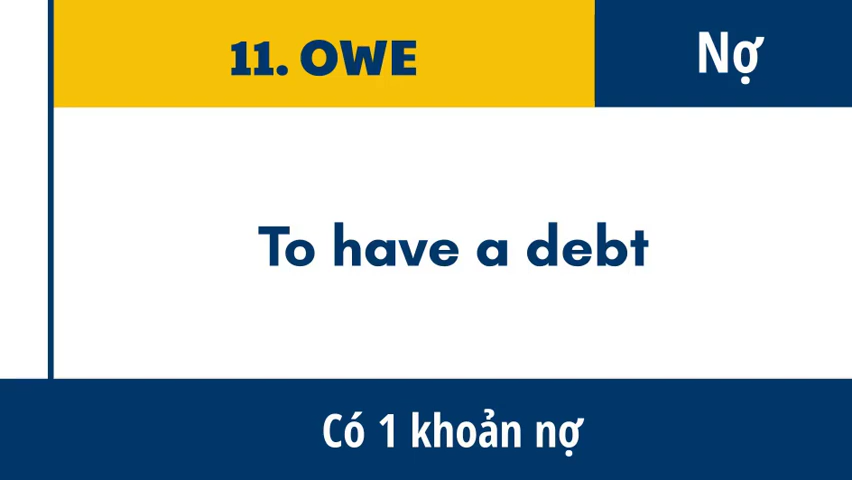 11. OWE
Nợ
To have a debt
Có 1 khoản nợ